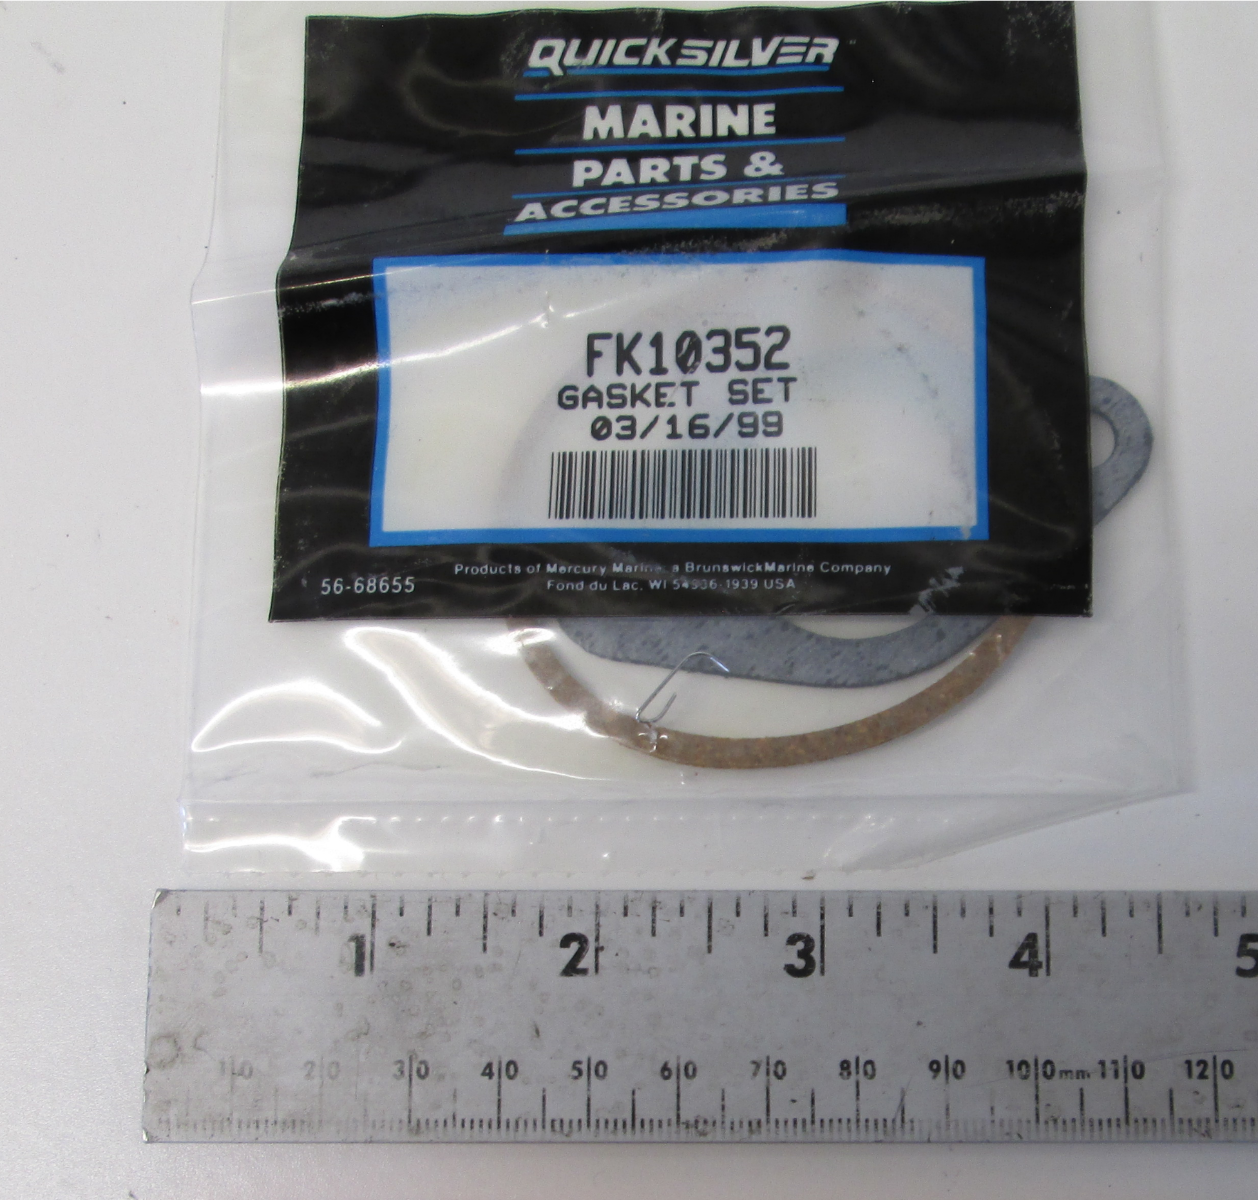 QUICKSILVER
MARINE
PARTS &
ACCESSORIES
FK10352
GASKET SET
03/16/99
Products of Mercury Marine, a BrunswickMarine Company
56-68655
Fond du Lac, WI 54936-1939 USA
1 2 3 4 5
10 20 30 40 50 60 70 80 90 100mm 110 120